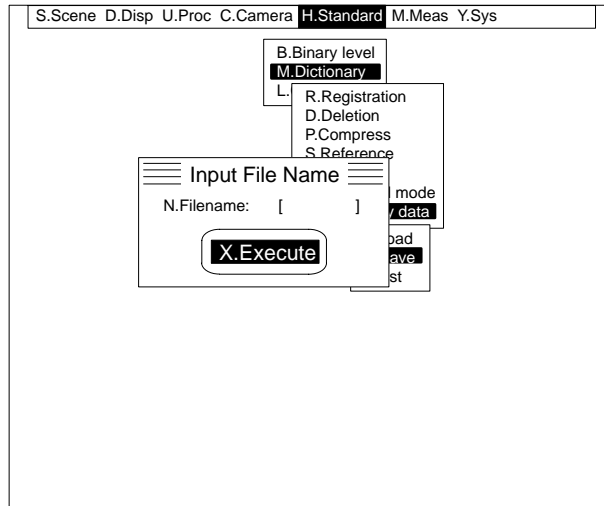 S.Scene D.Disp U.Proc C.Camera H.Standard M.Meas Y.Sys
B.Binary level
M.Dictionary
L.
R.Registration
D.Deletion
P.Compress
S.Reference
mode
data
Input File Name
N.Filename: [ ]
X.Execute